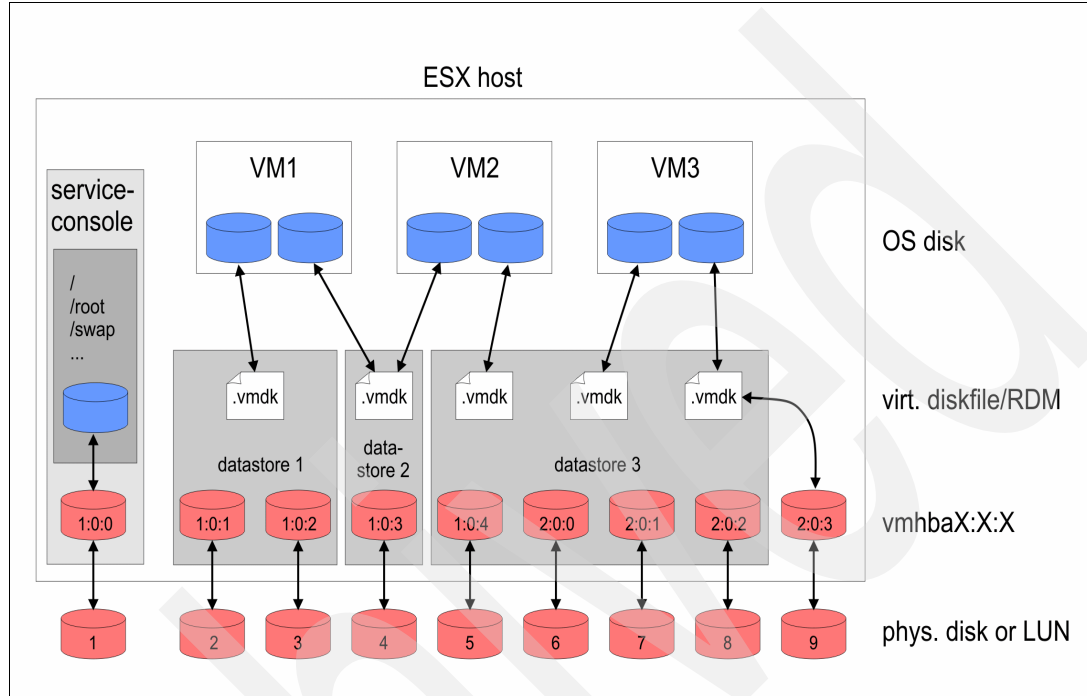 ESX host
VM1
VM2
VM3
service-
console
OS disk
/
/root
/swap
...
.vmdk
.vmdk
.vmdk
.vmdk
.vmdk
virt. diskfile/RDM
datastore 1
data-
store 2
datastore 3
1:0:0
1:0:1
1:0:2
1:0:3
1:0:4
2:0:0
2:0:1
2:0:2
2:0:3
vmhbaX:X:X
1
2
3
4
5
6
7
8
9
phys. disk or LUN